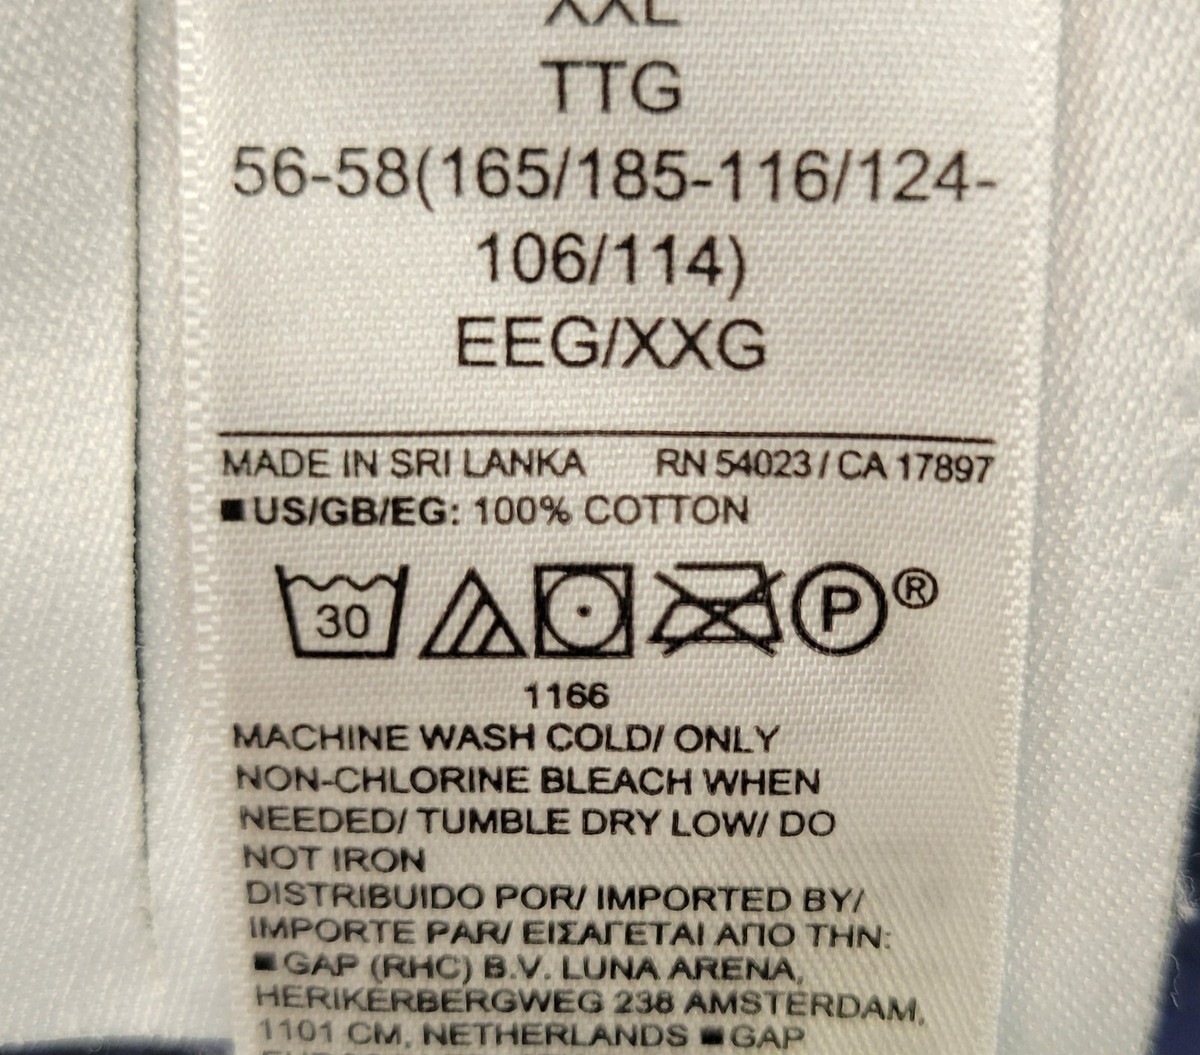 XXL
TTG
56-58(165/185-116/124-
106/114)
EEG/XXG
MADE IN SRI LANKA RN 54023 / CA 17897
■ US/GB/EG: 100% COTTON
30 P ®
1166
MACHINE WASH COLD/ ONLY
NON-CHLORINE BLEACH WHEN
NEEDED/ TUMBLE DRY LOW/ DO
NOT IRON
DISTRIBUIDO POR/ IMPORTED BY/
IMPORTE PAR/ ΕΙΣΑΓΕΤΑΙ ΑΠΟ ΤΗΝ:
■ GAP (RHC) B.V. LUNA ARENA,
HERIKERBERGWEG 238 AMSTERDAM,
1101 CM, NETHERLANDS ■ GAP